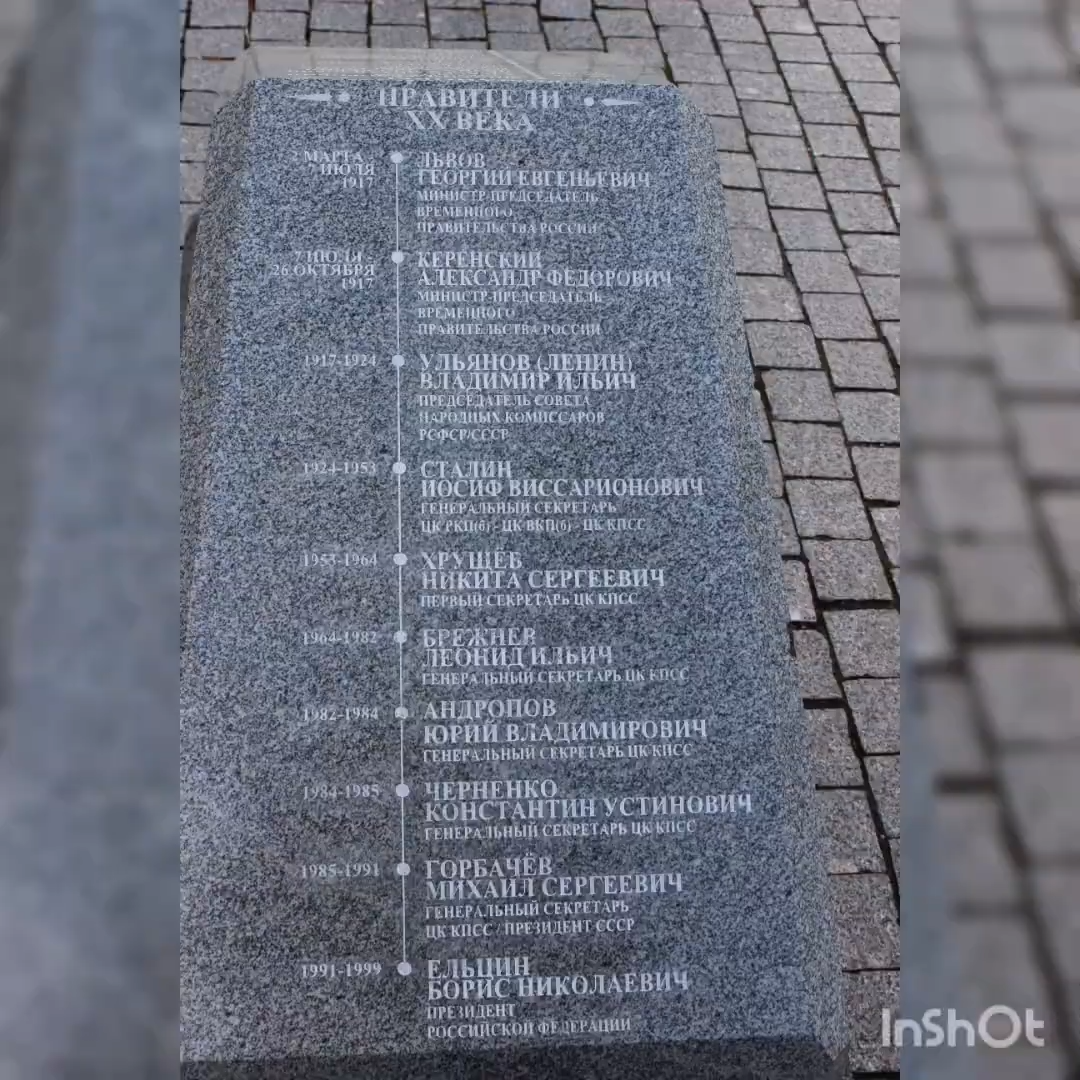 ПРАВИТЕЛИ
XX ВЕКА
2 МАРТА -
7 ИЮЛЯ
1917
ЛЬВОВ
ГЕОРГИЙ ЕВГЕНЬЕВИЧ
МИНИСТР-ПРЕДСЕДАТЕЛЬ
ВРЕМЕННОГО
ПРАВИТЕЛЬСТВА РОССИИ
7 ИЮЛЯ -
26 ОКТЯБРЯ
1917
КЕРЕНСКИЙ
АЛЕКСАНДР ФЁДОРОВИЧ
МИНИСТР-ПРЕДСЕДАТЕЛЬ
ВРЕМЕННОГО
ПРАВИТЕЛЬСТВА РОССИИ
1917-1924
УЛЬЯНОВ (ЛЕНИН)
ВЛАДИМИР ИЛЬИЧ
ПРЕДСЕДАТЕЛЬ СОВЕТА
НАРОДНЫХ КОМИССАРОВ
РСФСР/СССР
1924-1953
СТАЛИН
ИОСИФ ВИССАРИОНОВИЧ
ГЕНЕРАЛЬНЫЙ СЕКРЕТАРЬ
ЦК РКП(б) - ЦК ВКП(б) - ЦК КПСС
1953-1964
ХРУЩЁВ
НИКИТА СЕРГЕЕВИЧ
ПЕРВЫЙ СЕКРЕТАРЬ ЦК КПСС
1964-1982
БРЕЖНЕВ
ЛЕОНИД ИЛЬИЧ
ГЕНЕРАЛЬНЫЙ СЕКРЕТАРЬ ЦК КПСС
1982-1984
АНДРОПОВ
ЮРИЙ ВЛАДИМИРОВИЧ
ГЕНЕРАЛЬНЫЙ СЕКРЕТАРЬ ЦК КПСС
1984-1985
ЧЕРНЕНКО
КОНСТАНТИН УСТИНОВИЧ
ГЕНЕРАЛЬНЫЙ СЕКРЕТАРЬ ЦК КПСС
1985-1991
ГОРБАЧЁВ
МИХАИЛ СЕРГЕЕВИЧ
ГЕНЕРАЛЬНЫЙ СЕКРЕТАРЬ
ЦК КПСС / ПРЕЗИДЕНТ СССР
1991-1999
ЕЛЬЦИН
БОРИС НИКОЛАЕВИЧ
ПРЕЗИДЕНТ
РОССИЙСКОЙ ФЕДЕРАЦИИ
InShOt